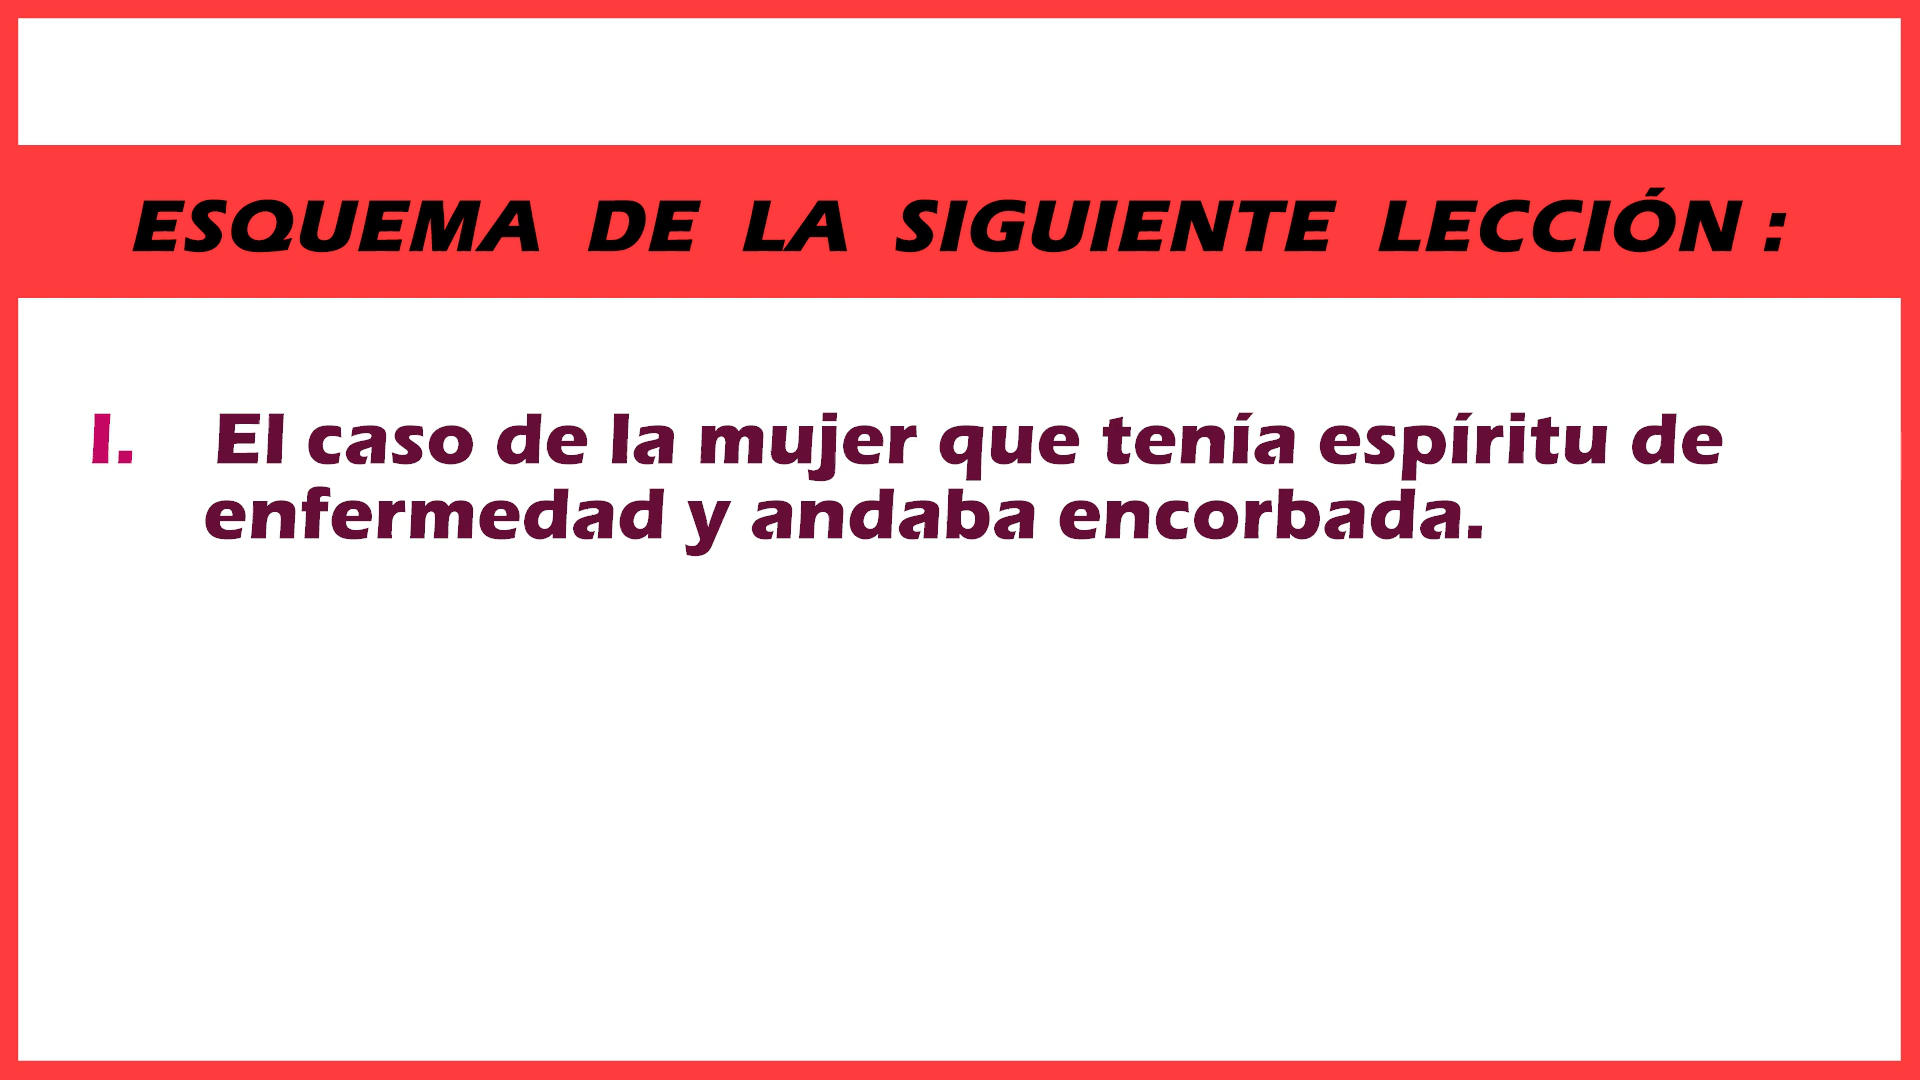 ESQUEMA DE LA SIGUIENTE LECCIÓN :
I. El caso de la mujer que tenía espíritu de
enfermedad y andaba encorbada.